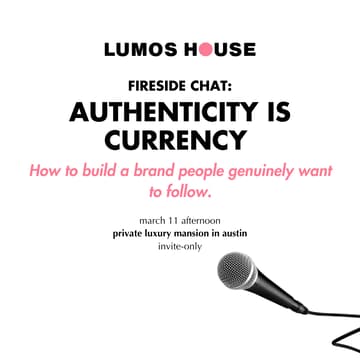 LUMOS HOUSE
FIRESIDE CHAT:
AUTHENTICITY IS
CURRENCY
How to build a brand people genuinely want
to follow.
march 11 afternoon
private luxury mansion in austin
invite-only